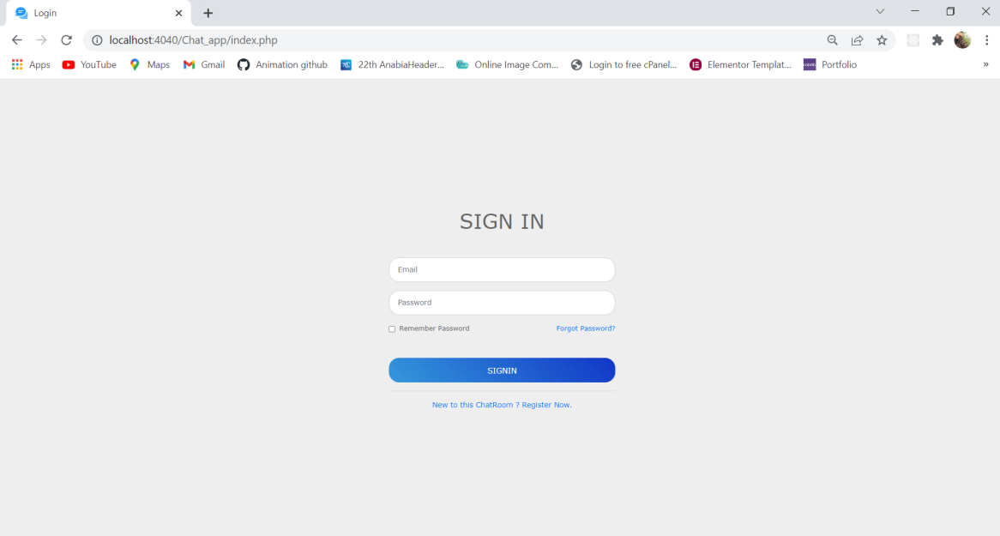 Login
localhost:4040/Chat_app/index.php
Apps YouTube Maps Gmail Animation github 22th AnabiaHeader... Online Image Com... Login to free cPanel... Elementor Templat... Portfolio »
SIGN IN
Email
Password
Remember Password Forgot Password?
SIGNIN
New to this ChatRoom ? Register Now.